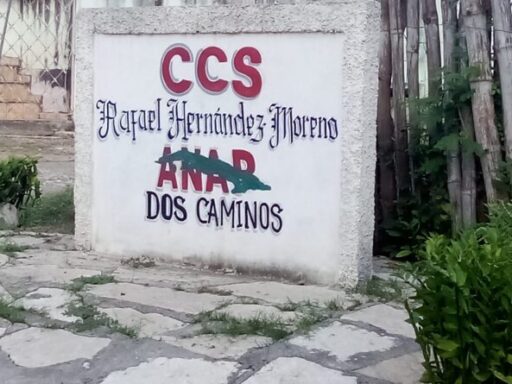 CCS
Rafael Hernández Moreno
ANAP
DOS CAMINOS